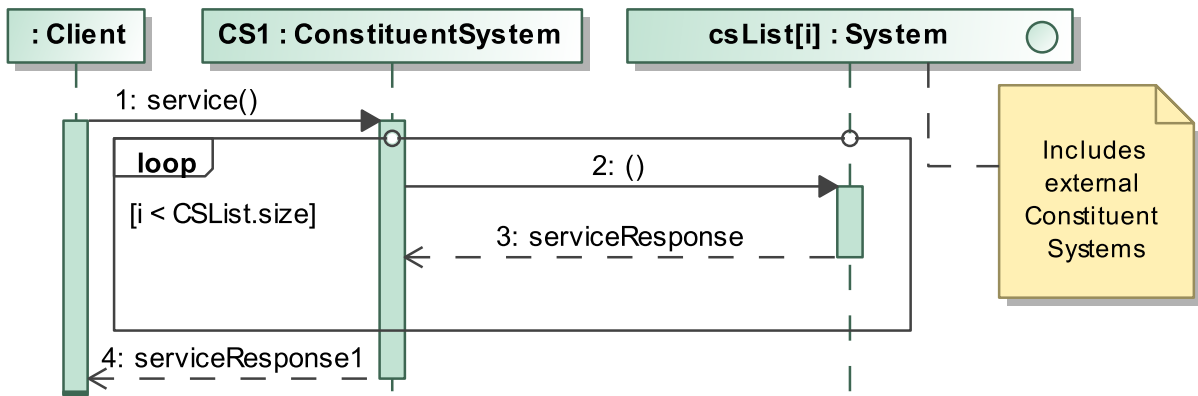 : Client
CS1 : ConstituentSystem
csList[i] : System
1: service()
loop
2: ()
[i < CSList.size]
3: serviceResponse
4: serviceResponse1
Includes
external
Constituent
Systems